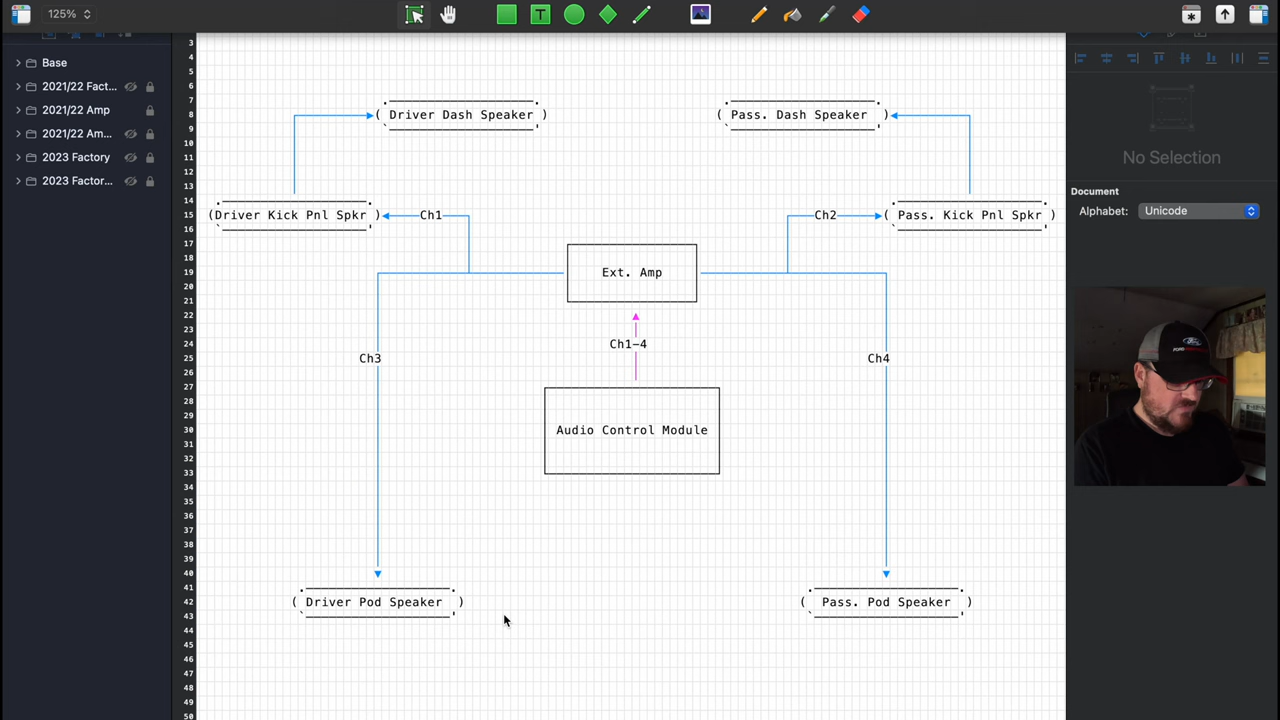 125%
T
Base
2021/22 Fact...
2021/22 Amp
2021/22 Am...
2023 Factory
2023 Factor...
3
4
5
6
7
8
9
10
11
12
13
14
15
16
17
18
19
20
21
22
23
24
25
26
27
28
29
30
31
32
33
34
35
36
37
38
39
40
41
42
43
44
45
46
47
48
49
50
( Driver Dash Speaker )
( Pass. Dash Speaker )
(Driver Kick Pnl Spkr )
Ch1
Ch2
( Pass. Kick Pnl Spkr )
Ext. Amp
Ch1-4
Ch3
Ch4
Audio Control Module
( Driver Pod Speaker )
( Pass. Pod Speaker )
No Selection
Document
Alphabet:
Unicode
Ford